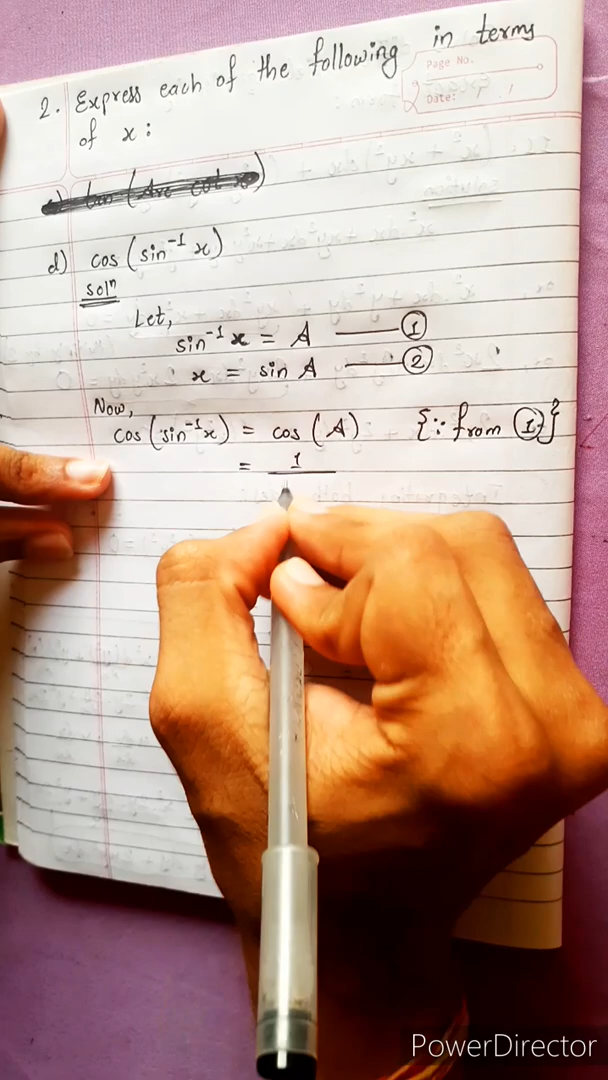 2. Express each of the following in terms
of x :
Page No.
Date:
d) cos (sin⁻¹ x)
solⁿ
Let,
sin⁻¹ x = A —— ①
x = sin A —— ②
Now,
cos (sin⁻¹x) = cos (A) {∵ from ①}
= 1
PowerDirector